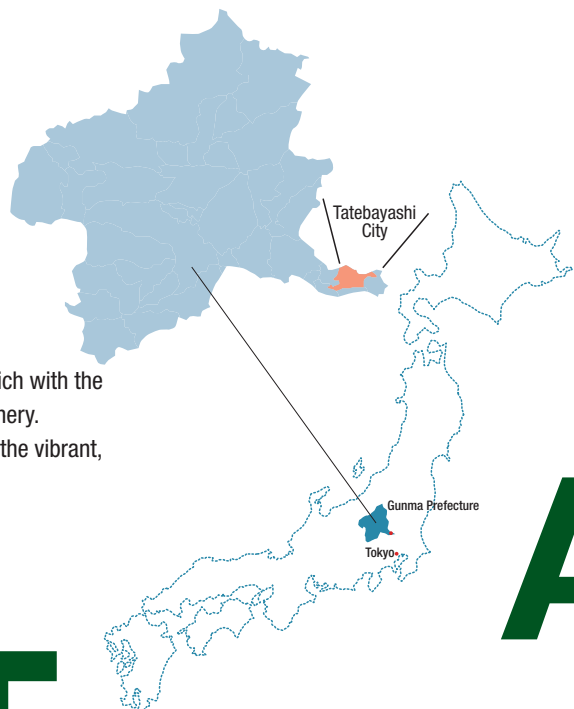 Tatebayashi
City
ich with the
nery.
the vibrant,
Gunma Prefecture
Tokyo
A
T